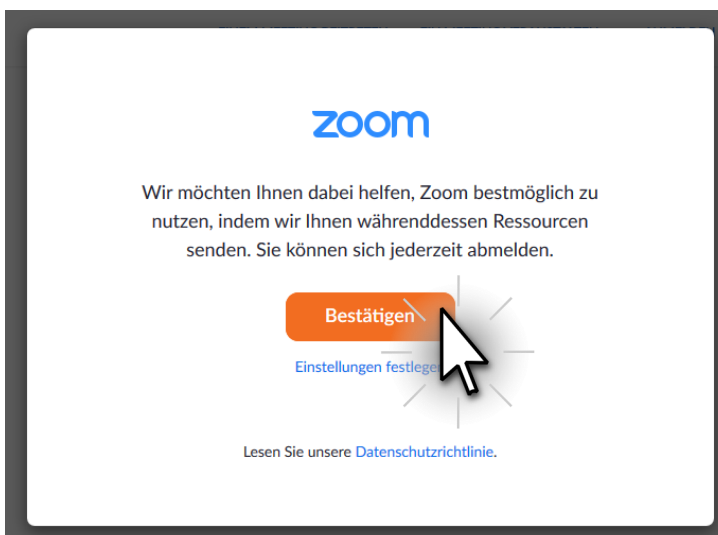 zoom
Wir möchten Ihnen dabei helfen, Zoom bestmöglich zu
nutzen, indem wir Ihnen währenddessen Ressourcen
senden. Sie können sich jederzeit abmelden.
Bestätigen
Einstellungen
Lesen Sie unsere Datenschutzrichtlinie.